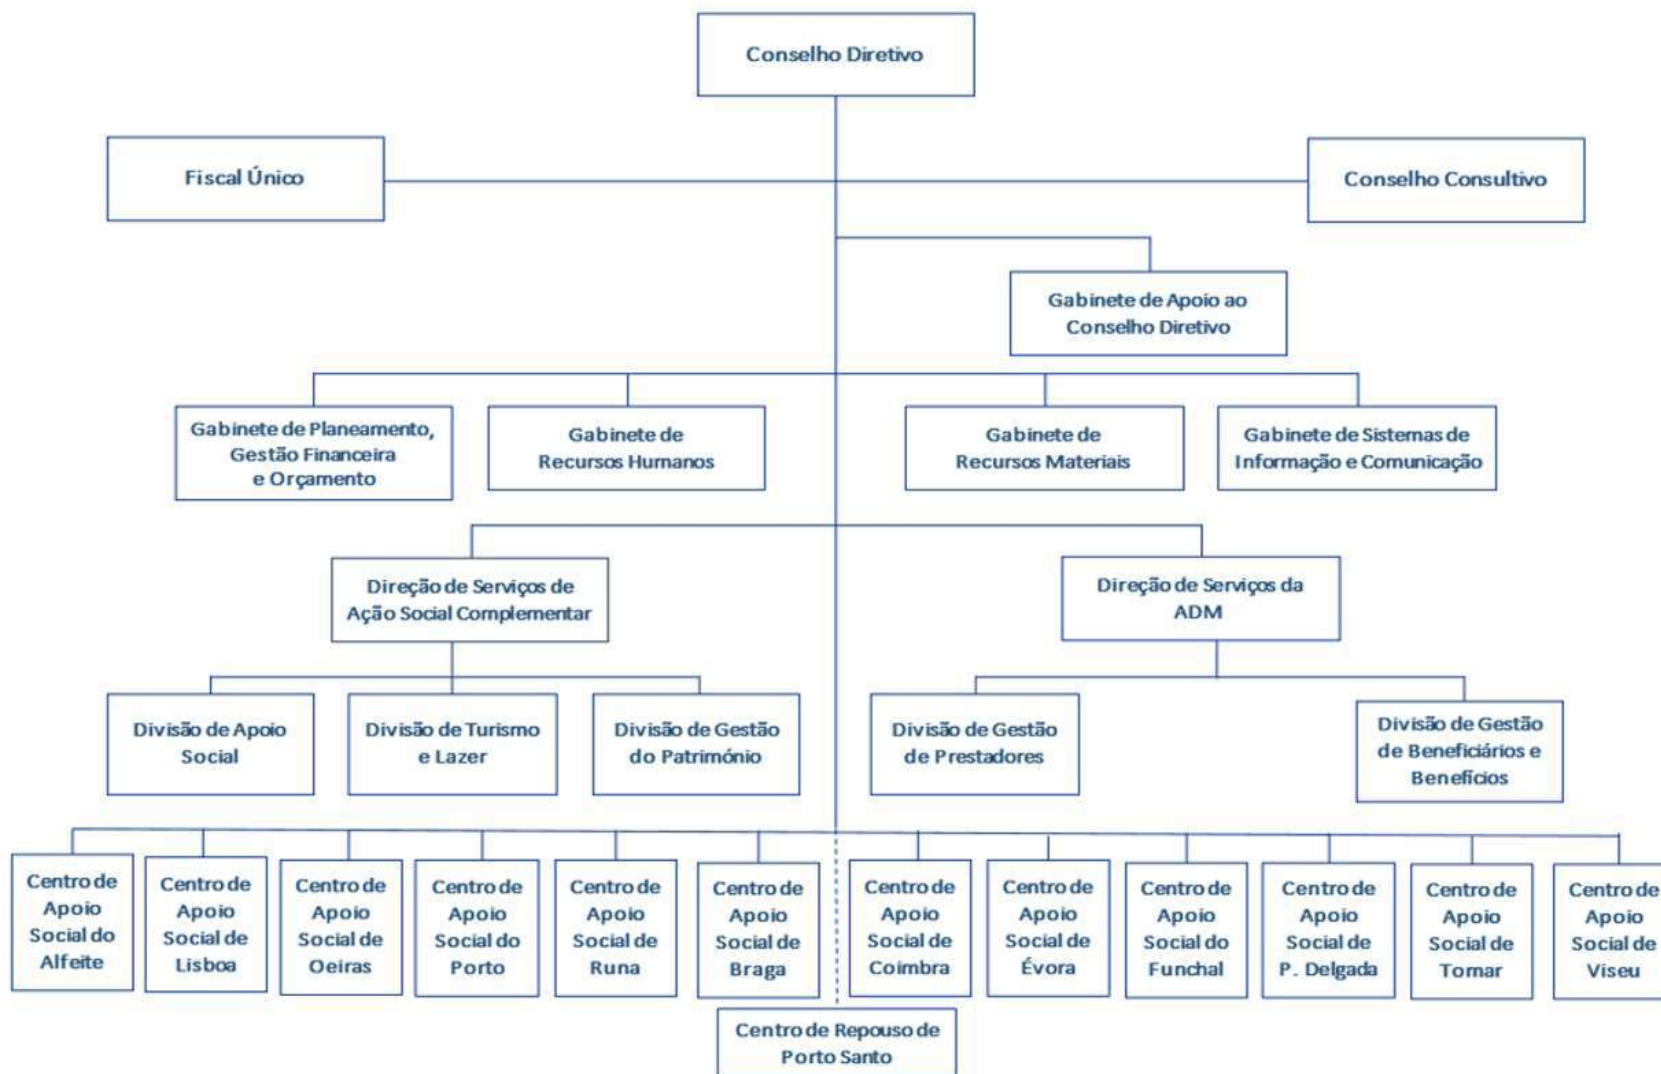 Conselho Diretivo
Fiscal Único
Conselho Consultivo
Gabinete de Apoio ao
Conselho Diretivo
Gabinete de Planeamento,
Gestão Financeira
e Orçamento
Gabinete de
Recursos Humanos
Gabinete de
Recursos Materiais
Gabinete de Sistemas de
Informação e Comunicação
Direção de Serviços de
Ação Social Complementar
Direção de Serviços da
ADM
Divisão de Apoio
Social
Divisão de Turismo
e Lazer
Divisão de Gestão
do Património
Divisão de Gestão
de Prestadores
Divisão de Gestão
de Beneficiários e
Benefícios
Centro de
Apoio
Social do
Alfeite
Centro de
Apoio
Social de
Lisboa
Centro de
Apoio
Social de
Oeiras
Centro de
Apoio
Social do
Porto
Centro de
Apoio
Social de
Runa
Centro de
Apoio
Social de
Braga
Centro de
Apoio
Social de
Coimbra
Centro de
Apoio
Social de
Évora
Centro de
Apoio
Social do
Funchal
Centro de
Apoio
Social de
P. Delgada
Centro de
Apoio
Social de
Tomar
Centro de
Apoio
Social de
Viseu
Centro de Repouso de
Porto Santo